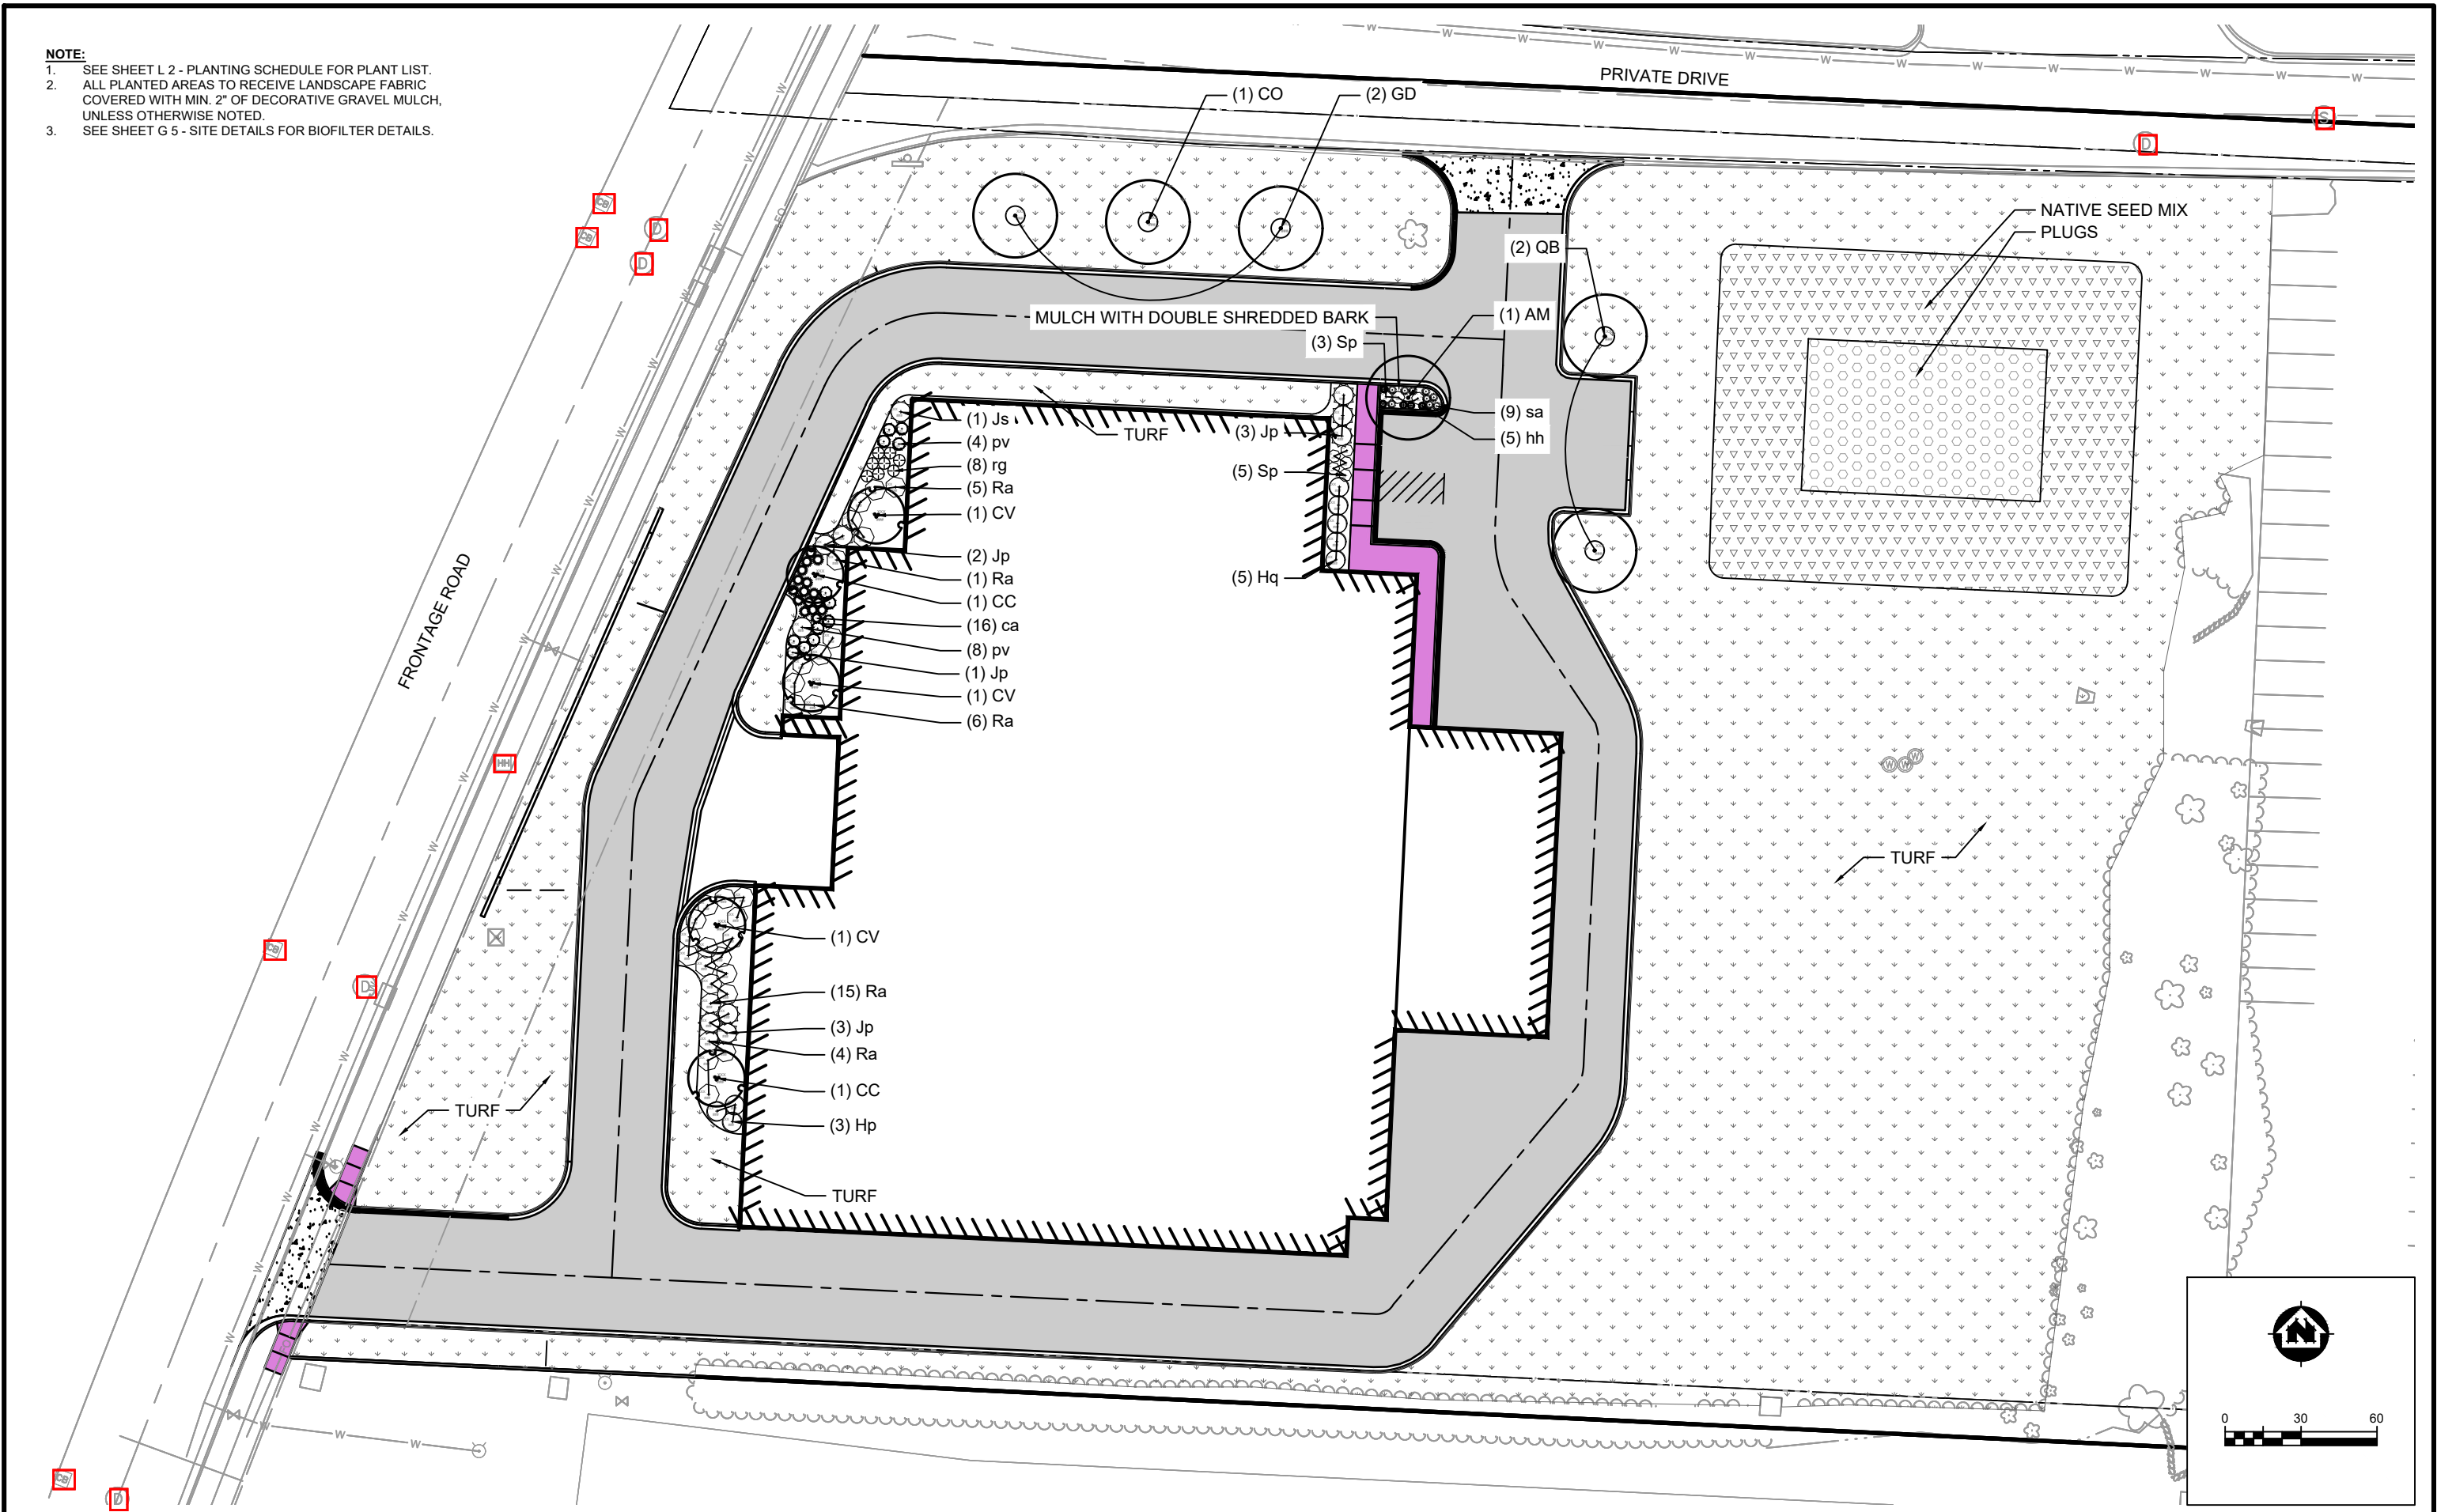 NOTE:
1. SEE SHEET L 2 - PLANTING SCHEDULE FOR PLANT LIST.
2. ALL PLANTED AREAS TO RECEIVE LANDSCAPE FABRIC
COVERED WITH MIN. 2" OF DECORATIVE GRAVEL MULCH,
UNLESS OTHERWISE NOTED.
3. SEE SHEET G 5 - SITE DETAILS FOR BIOFILTER DETAILS.
PRIVATE DRIVE
(1) CO
(2) GD
S
D
CB
CB
D
D
NATIVE SEED MIX
PLUGS
(2) QB
MULCH WITH DOUBLE SHREDDED BARK
(1) AM
(3) Sp
(9) sa
(5) hh
(1) Js
TURF
(3) Jp
(4) pv
(8) rg
(5) Sp
(5) Ra
(1) CV
(2) Jp
(1) Ra
(5) Hq
(1) CC
(16) ca
(8) pv
(1) Jp
(1) CV
(6) Ra
FRONTAGE ROAD
HH
W W W
TURF
(1) CV
CB
D
(15) Ra
(3) Jp
(4) Ra
(1) CC
(3) Hp
TURF
TURF
N
0 30 60
CB
D